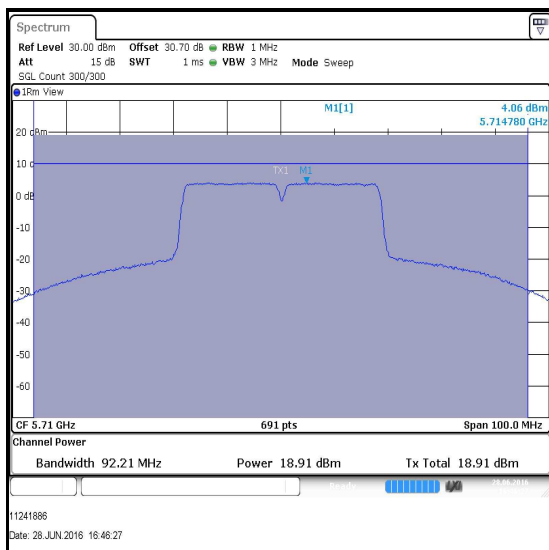 Spectrum
Ref Level 30.00 dBm Offset 30.70 dB RBW 1 MHz
Att 15 dB SWT 1 ms VBW 3 MHz Mode Sweep
SGL Count 300/300
1Rm View
M1[1] 4.06 dBm
5.714780 GHz
20 dBm
10 d
TX1 M1
0 dB
-10
-20
-30
-40
-50
-60
CF 5.71 GHz 691 pts Span 100.0 MHz
Channel Power
Bandwidth 92.21 MHz Power 18.91 dBm Tx Total 18.91 dBm
28.06.2016
11241886
Date: 28.JUN.2016 16:46:27